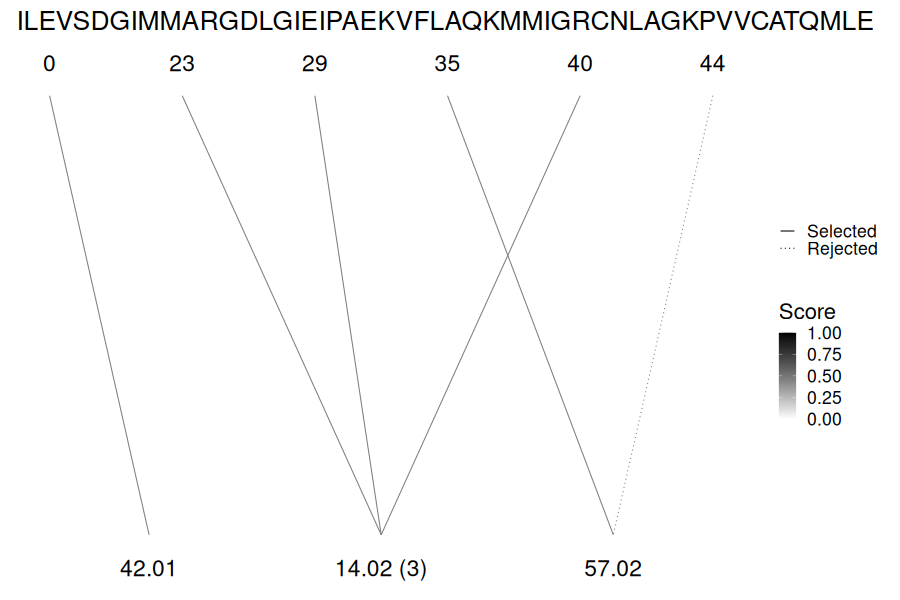 ILEVSDGIMMARGDLGIEIPAEKVFLAQKMMIGRCNLAGKPVVCATQMLE
0 23 29 35 40 44
Selected
Rejected
Score
1.00
0.75
0.50
0.25
0.00
42.01 14.02 (3) 57.02